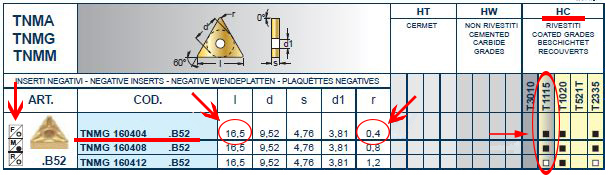 TNMA
TNMG
TNMM
d r 0° d1 60° l s
HT
CERMET
HW
NON RIVESTITI
CEMENTED
CARBIDE
GRADES
HC
RIVESTITI
COATED GRADES
BESCHICHTET
RECOUVERTS
INSERTI NEGATIVI - NEGATIVE INSERTS - NEGATIVE WENDEPLATTEN - PLAQUÉTTES NEGATIVES
ART. COD. l d s d1 r T3010 T1115 T1020 T521T T2335
F TNMG 160404 .B52 16,5 9,52 4,76 3,81 0,4
M TNMG 160408 .B52 16,5 9,52 4,76 3,81 0,8
R .B52 TNMG 160412 .B52 16,5 9,52 4,76 3,81 1,2